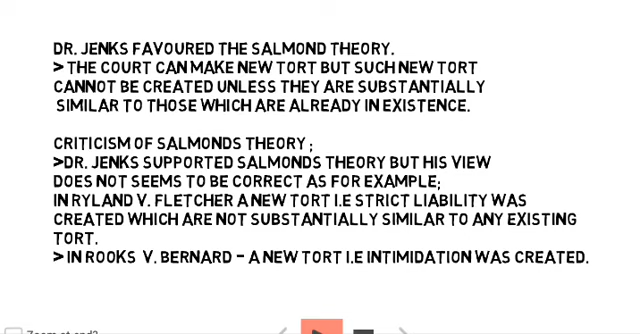 DR. JENKS FAVOURED THE SALMOND THEORY.
> THE COURT CAN MAKE NEW TORT BUT SUCH NEW TORT
CANNOT BE CREATED UNLESS THEY ARE SUBSTANTIALLY
SIMILAR TO THOSE WHICH ARE ALREADY IN EXISTENCE.
CRITICISM OF SALMONDS THEORY ;
>DR. JENKS SUPPORTED SALMONDS THEORY BUT HIS VIEW
DOES NOT SEEMS TO BE CORRECT AS FOR EXAMPLE;
IN RYLAND V. FLETCHER A NEW TORT I.E STRICT LIABILITY WAS
CREATED WHICH ARE NOT SUBSTANTIALLY SIMILAR TO ANY EXISTING
TORT.
> IN ROOKS V. BERNARD - A NEW TORT I.E INTIMIDATION WAS CREATED.